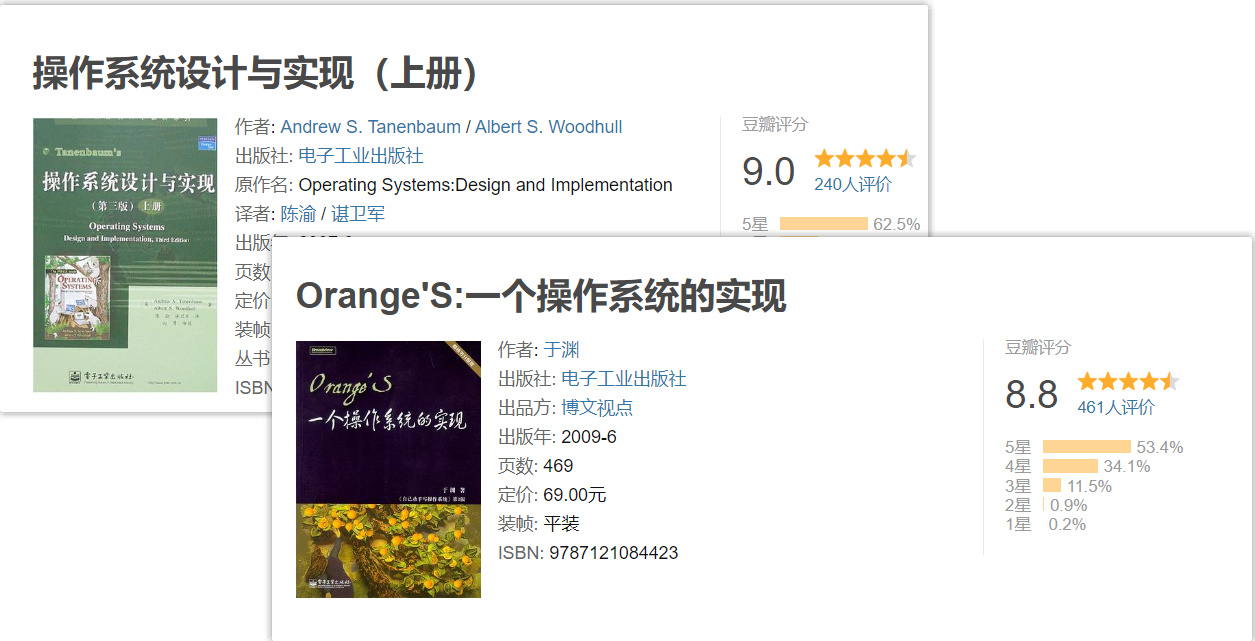 操作系统设计与实现（上册）
Tanenbaum's
操作系统设计与实现
（第三版）上册
Operating Systems
Design and Implementation, Third Edition
OPERATING SYSTEMS
电子工业出版社
作者: Andrew S. Tanenbaum / Albert S. Woodhull
出版社: 电子工业出版社
原作名: Operating Systems:Design and Implementation
译者: 陈渝 / 谌卫军
出版年
页数
定价
装帧
丛书
ISBN
豆瓣评分
9.0
240人评价
5星 62.5%
Orange'S:一个操作系统的实现
Orange'S
一个操作系统的实现
于渊 著
《自己动手写操作系统》第2版
电子工业出版社
作者: 于渊
出版社: 电子工业出版社
出品方: 博文视点
出版年: 2009-6
页数: 469
定价: 69.00元
装帧: 平装
ISBN: 9787121084423
豆瓣评分
8.8
461人评价
5星 53.4%
4星 34.1%
3星 11.5%
2星 0.9%
1星 0.2%